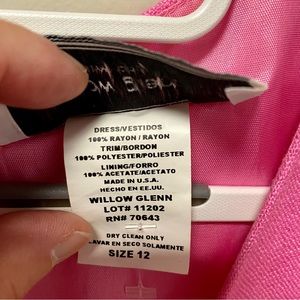 DRESS/VESTIDOS
100% RAYON / RAYON
TRIM/BORDON
100% POLYESTER/POLIESTER
LINING/FORRO
100% ACETATE/ACETATO
MADE IN U.S.A.
HECHO EN EE.UU.
WILLOW GLENN
LOT# 11202
RN# 70643
DRY CLEAN ONLY
LAVAR EN SECO SOLAMENTE
SIZE 12